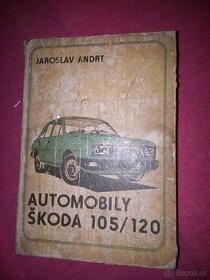 JAROSLAV ANDRT
AUTOMOBILY
ŠKODA 105/120
Bazos.sk